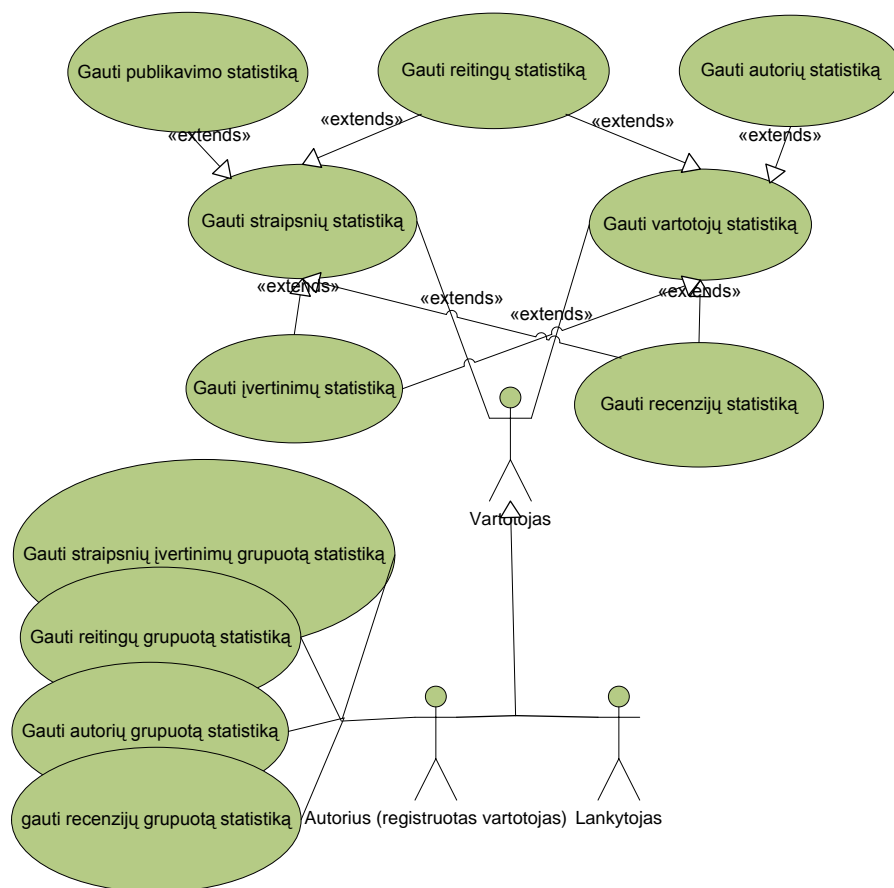 Gauti publikavimo statistiką
Gauti reitingų statistiką
Gauti autorių statistiką
«extends»
«extends»
«extends»
«extends»
Gauti straipsnių statistiką
Gauti vartotojų statistiką
«extends»
«extends»
«extends»
«extends»
Gauti įvertinimų statistiką
Gauti recenzijų statistiką
Vartotojas
Gauti straipsnių įvertinimų grupuotą statistiką
Gauti reitingų grupuotą statistiką
Gauti autorių grupuotą statistiką
gauti recenzijų grupuotą statistiką
Autorius (registruotas vartotojas)
Lankytojas